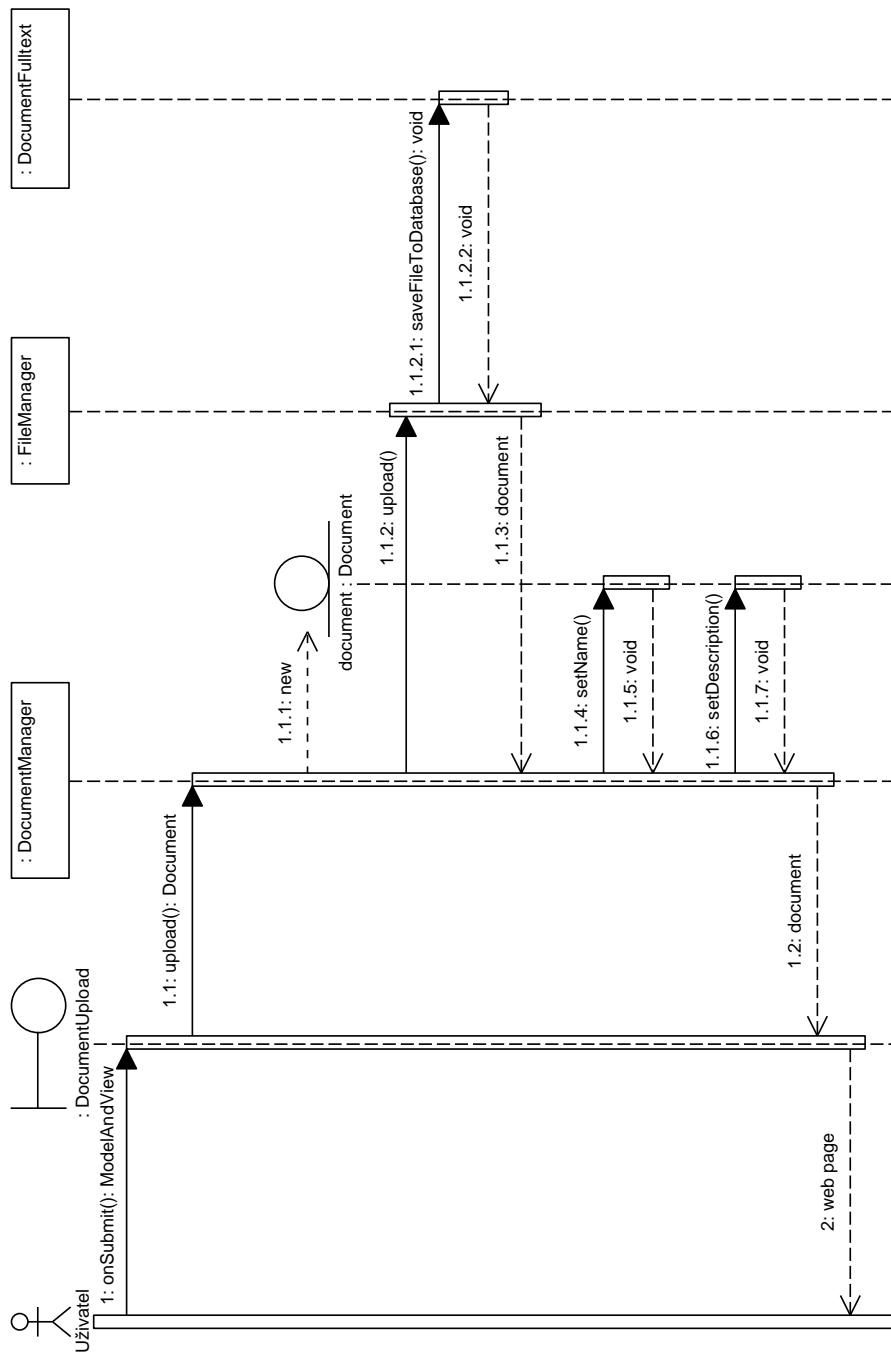 Uživatel
: DocumentUpload
: DocumentManager
document : Document
: FileManager
: DocumentFulltext
1: onSubmit(): ModelAndView
1.1: upload(): Document
1.1.1: new
1.1.2: upload()
1.1.2.1: saveFileToDatabase(): void
1.1.2.2: void
1.1.3: document
1.1.4: setName()
1.1.5: void
1.1.6: setDescription()
1.1.7: void
1.2: document
2: web page